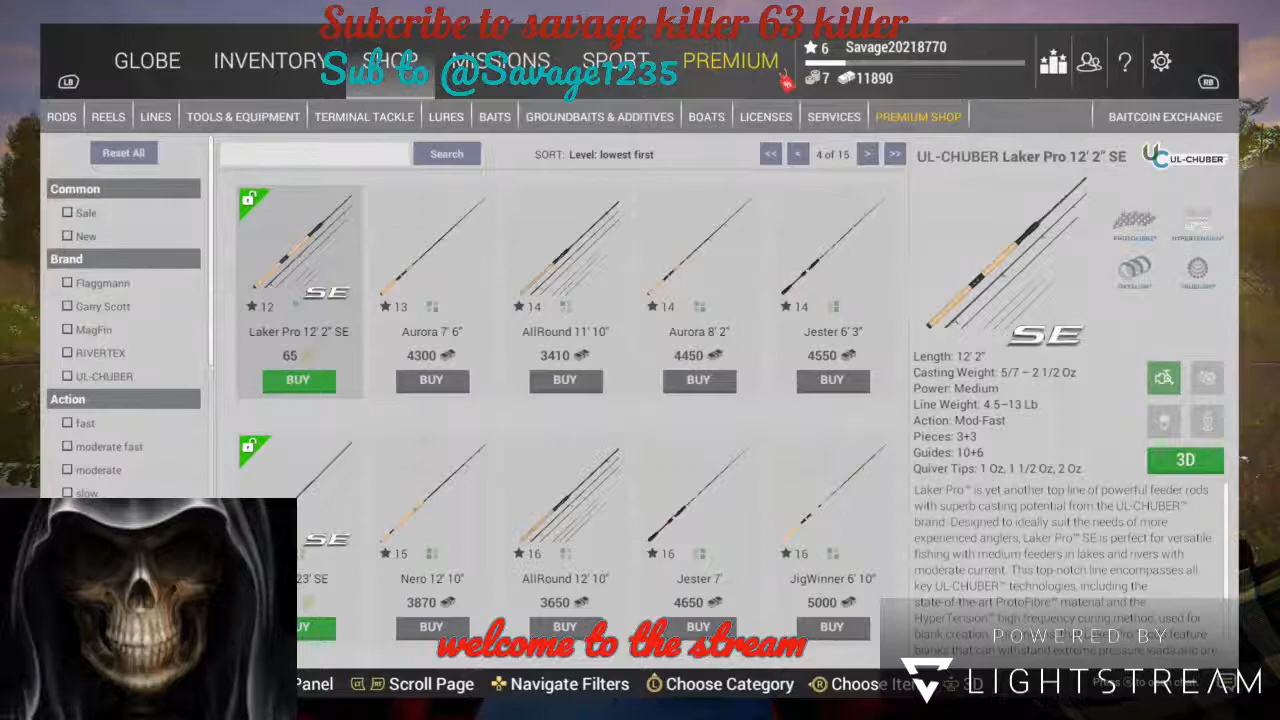 Subcribe to savage killer 63 killer
GLOBE INVENTORY SHOP MISSIONS SPORT PREMIUM
Sub to @Savage1235
6 Savage20218770
7 11890
LB
RB
RODS REELS LINES TOOLS & EQUIPMENT TERMINAL TACKLE LURES BAITS GROUNDBAITS & ADDITIVES BOATS LICENSES SERVICES PREMIUM SHOP BAITCOIN EXCHANGE
Reset All
Search
SORT: Level: lowest first
<< < 4 of 15 > >>
Common
Sale
New
Brand
Flaggmann
Garry Scott
MagFin
RIVERTEX
UL-CHUBER
Action
fast
moderate fast
moderate
slow
SE
12 13 14 14 14
Laker Pro 12' 2" SE Aurora 7' 6" AllRound 11' 10" Aurora 8' 2" Jester 6' 3"
65 4300 3410 4450 4550
BUY BUY BUY BUY BUY
SE
15 16 16 16
23' SE Nero 12' 10" AllRound 12' 10" Jester 7' JigWinner 6' 10"
3870 3650 4650 5000
BUY BUY BUY BUY
welcome to the stream
UL-CHUBER Laker Pro 12' 2" SE
UL-CHUBER
SE
Length: 12' 2"
Casting Weight: 5/7 – 2 1/2 Oz
Power: Medium
Line Weight: 4.5–13 Lb
Action: Mod-Fast
Pieces: 3+3
Guides: 10+6
Quiver Tips: 1 Oz, 1 1/2 Oz, 2 Oz
3D
Laker Pro™ is yet another top line of powerful feeder rods
with superb casting potential from the UL-CHUBER™
brand. Designed to ideally suit the needs of more
experienced anglers, Laker Pro™ SE is perfect for versatile
fishing with medium feeders in lakes and rivers with
moderate current. This top-notch line encompasses all
key UL-CHUBER™ technologies, including the
state-of-the-art ProtoFibre™ material and the
HyperTension™ high frequency curing method, used for
blank creation.
POWERED BY
LIGHTSTREAM
Panel Scroll Page Navigate Filters Choose Category Choose 3D